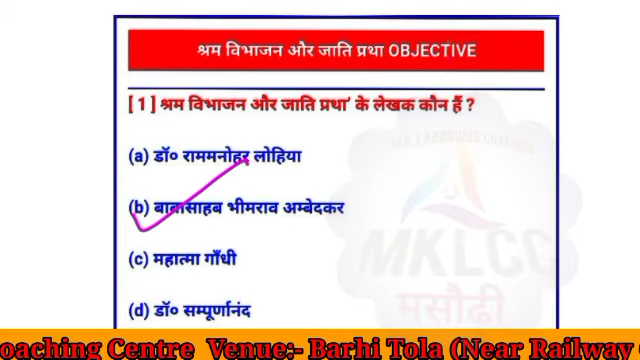 श्रम विभाजन और जाति प्रथा OBJECTIVE
[ 1 ] श्रम विभाजन और जाति प्रथा' के लेखक कौन हैं ?
(a) डॉ० राममनोहर लोहिया
(b) बाबासाहब भीमराव अम्बेदकर
(c) महात्मा गाँधी
(d) डॉ० सम्पूर्णानंद
MKLCC
मसौढ़ी
oaching Centre Venue:- Barhi Tola (Near Railway